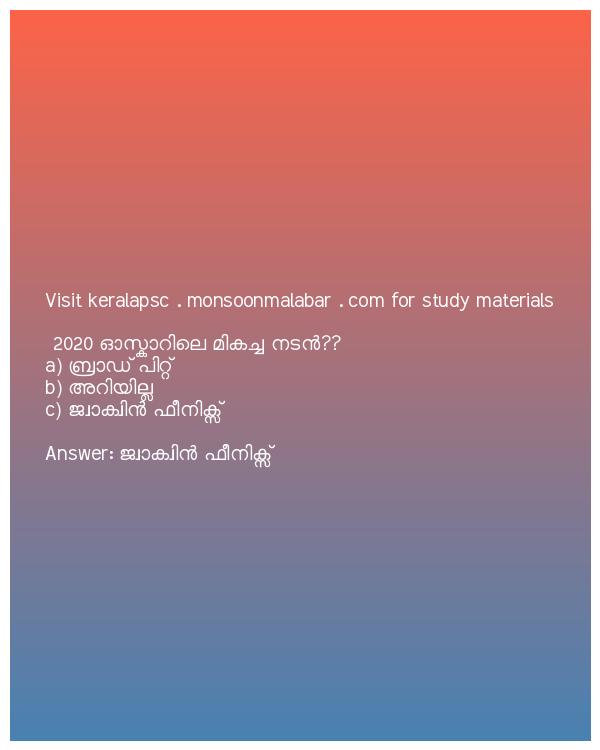 Visit keralapsc . monsoonmalabar . com for study materials
2020 ഓസ്കാറിലെ മികച്ച നടൻ??
a) ബ്രാഡ് പിറ്റ്
b) അറിയില്ല
c) ജ്വാക്വിൻ ഫീനിക്സ്
Answer: ജ്വാക്വിൻ ഫീനിക്സ്